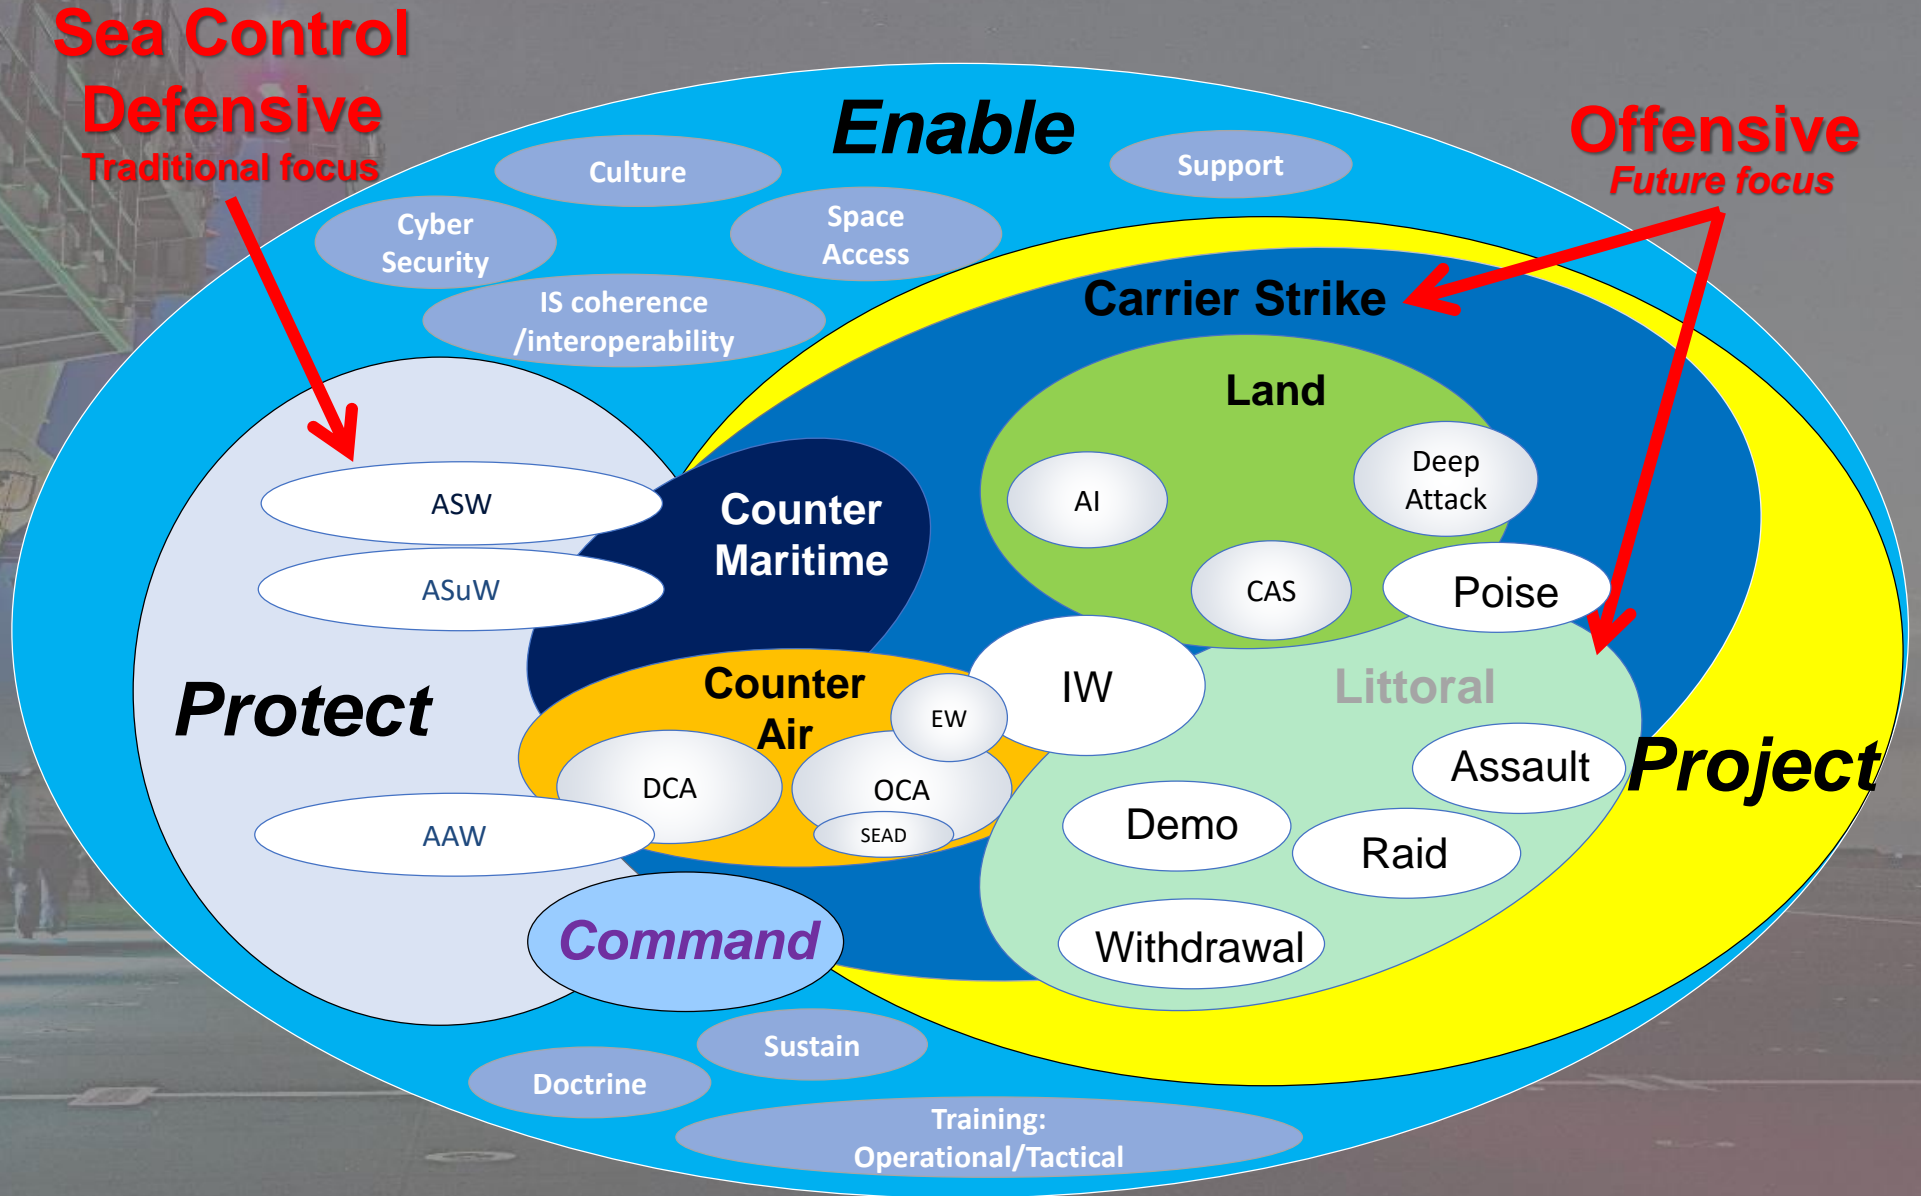 Sea Control
Defensive
Traditional focus
Enable
Offensive
Future focus
Culture
Support
Cyber
Security
Space
Access
IS coherence
/interoperability
Carrier Strike
Land
AI
Deep
Attack
CAS
Poise
ASW
ASuW
Counter
Maritime
Protect
Counter
Air
EW
IW
Littoral
DCA
OCA
SEAD
AAW
Assault
Project
Demo
Raid
Withdrawal
Command
Sustain
Doctrine
Training:
Operational/Tactical